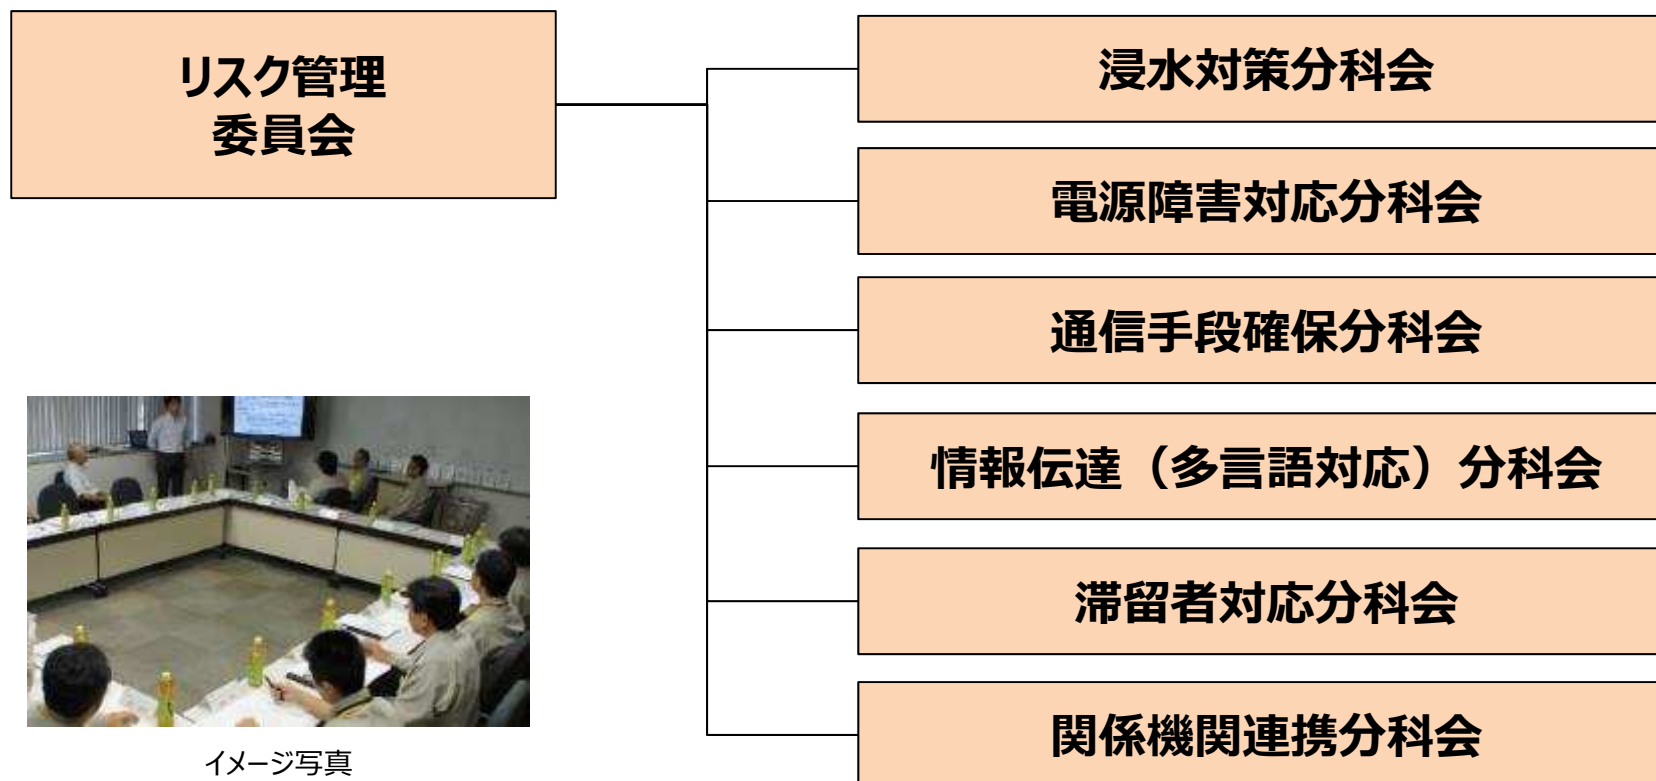 リスク管理
委員会
浸水対策分科会
電源障害対応分科会
通信手段確保分科会
情報伝達（多言語対応）分科会
滞留者対応分科会
関係機関連携分科会
イメージ写真